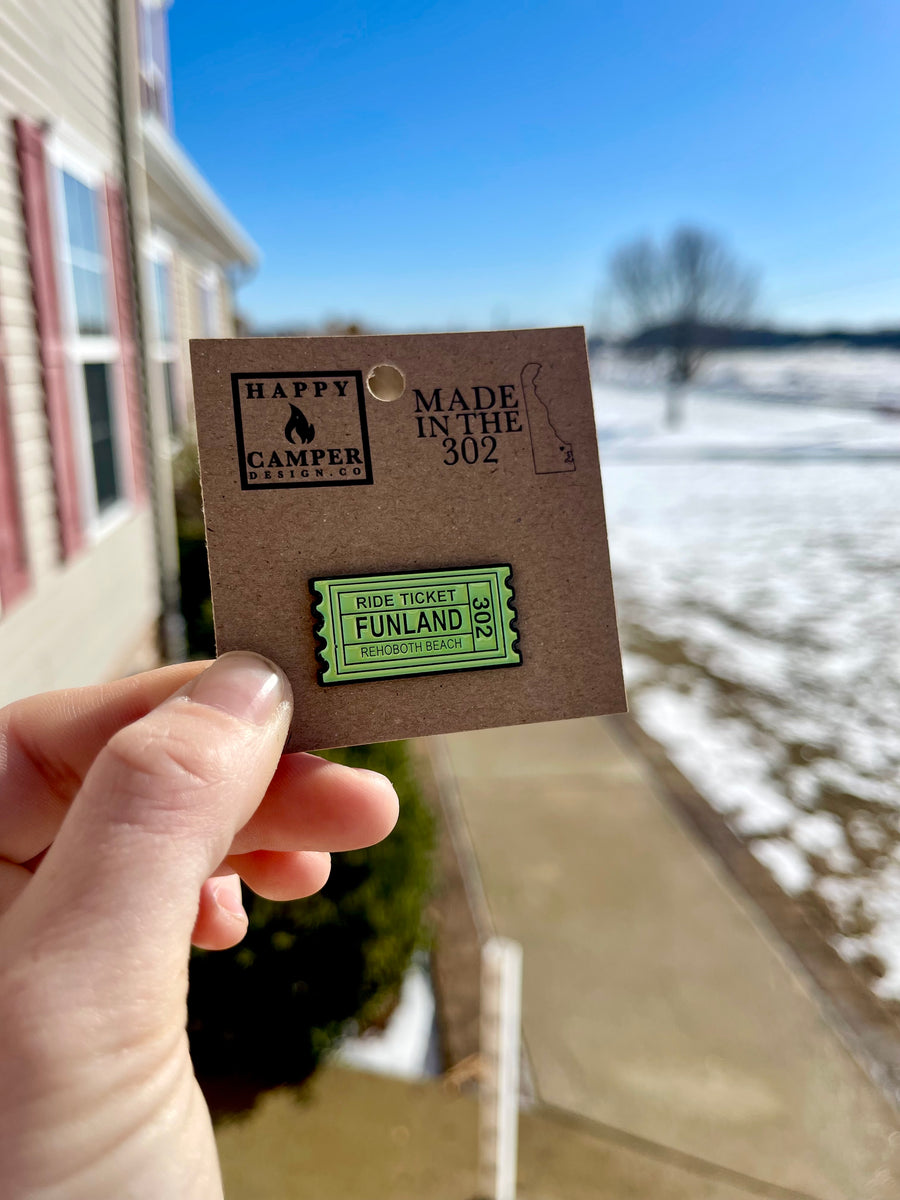 HAPPY
CAMPER
DESIGN.CO
MADE
IN THE
302
RIDE TICKET
FUNLAND
REHOBOTH BEACH
302